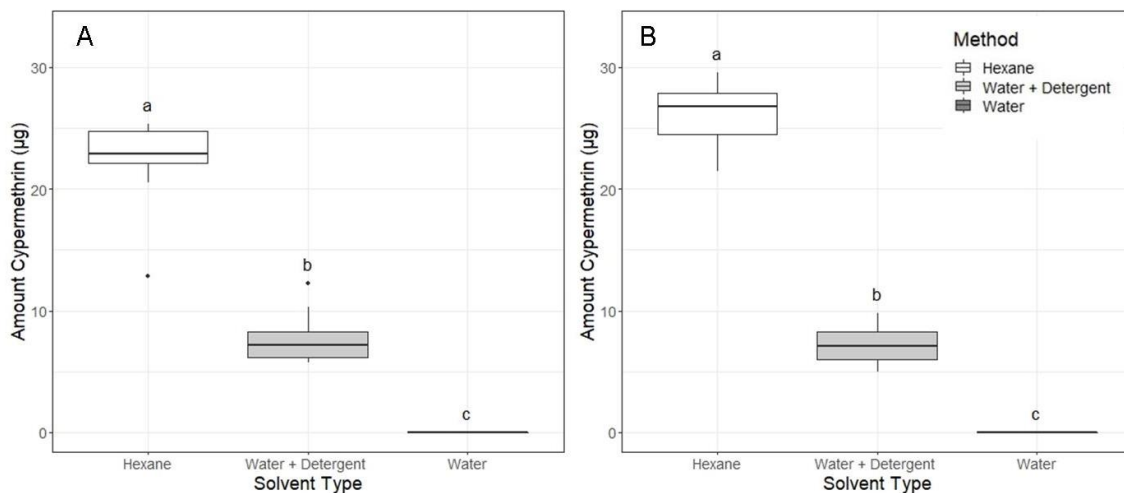 A
Amount Cypermethrin (µg)
30
20
10
0
a
b
c
Hexane
Water + Detergent
Water
Solvent Type
B
Amount Cypermethrin (µg)
30
20
10
0
a
b
c
Method
Hexane
Water + Detergent
Water
Hexane
Water + Detergent
Water
Solvent Type